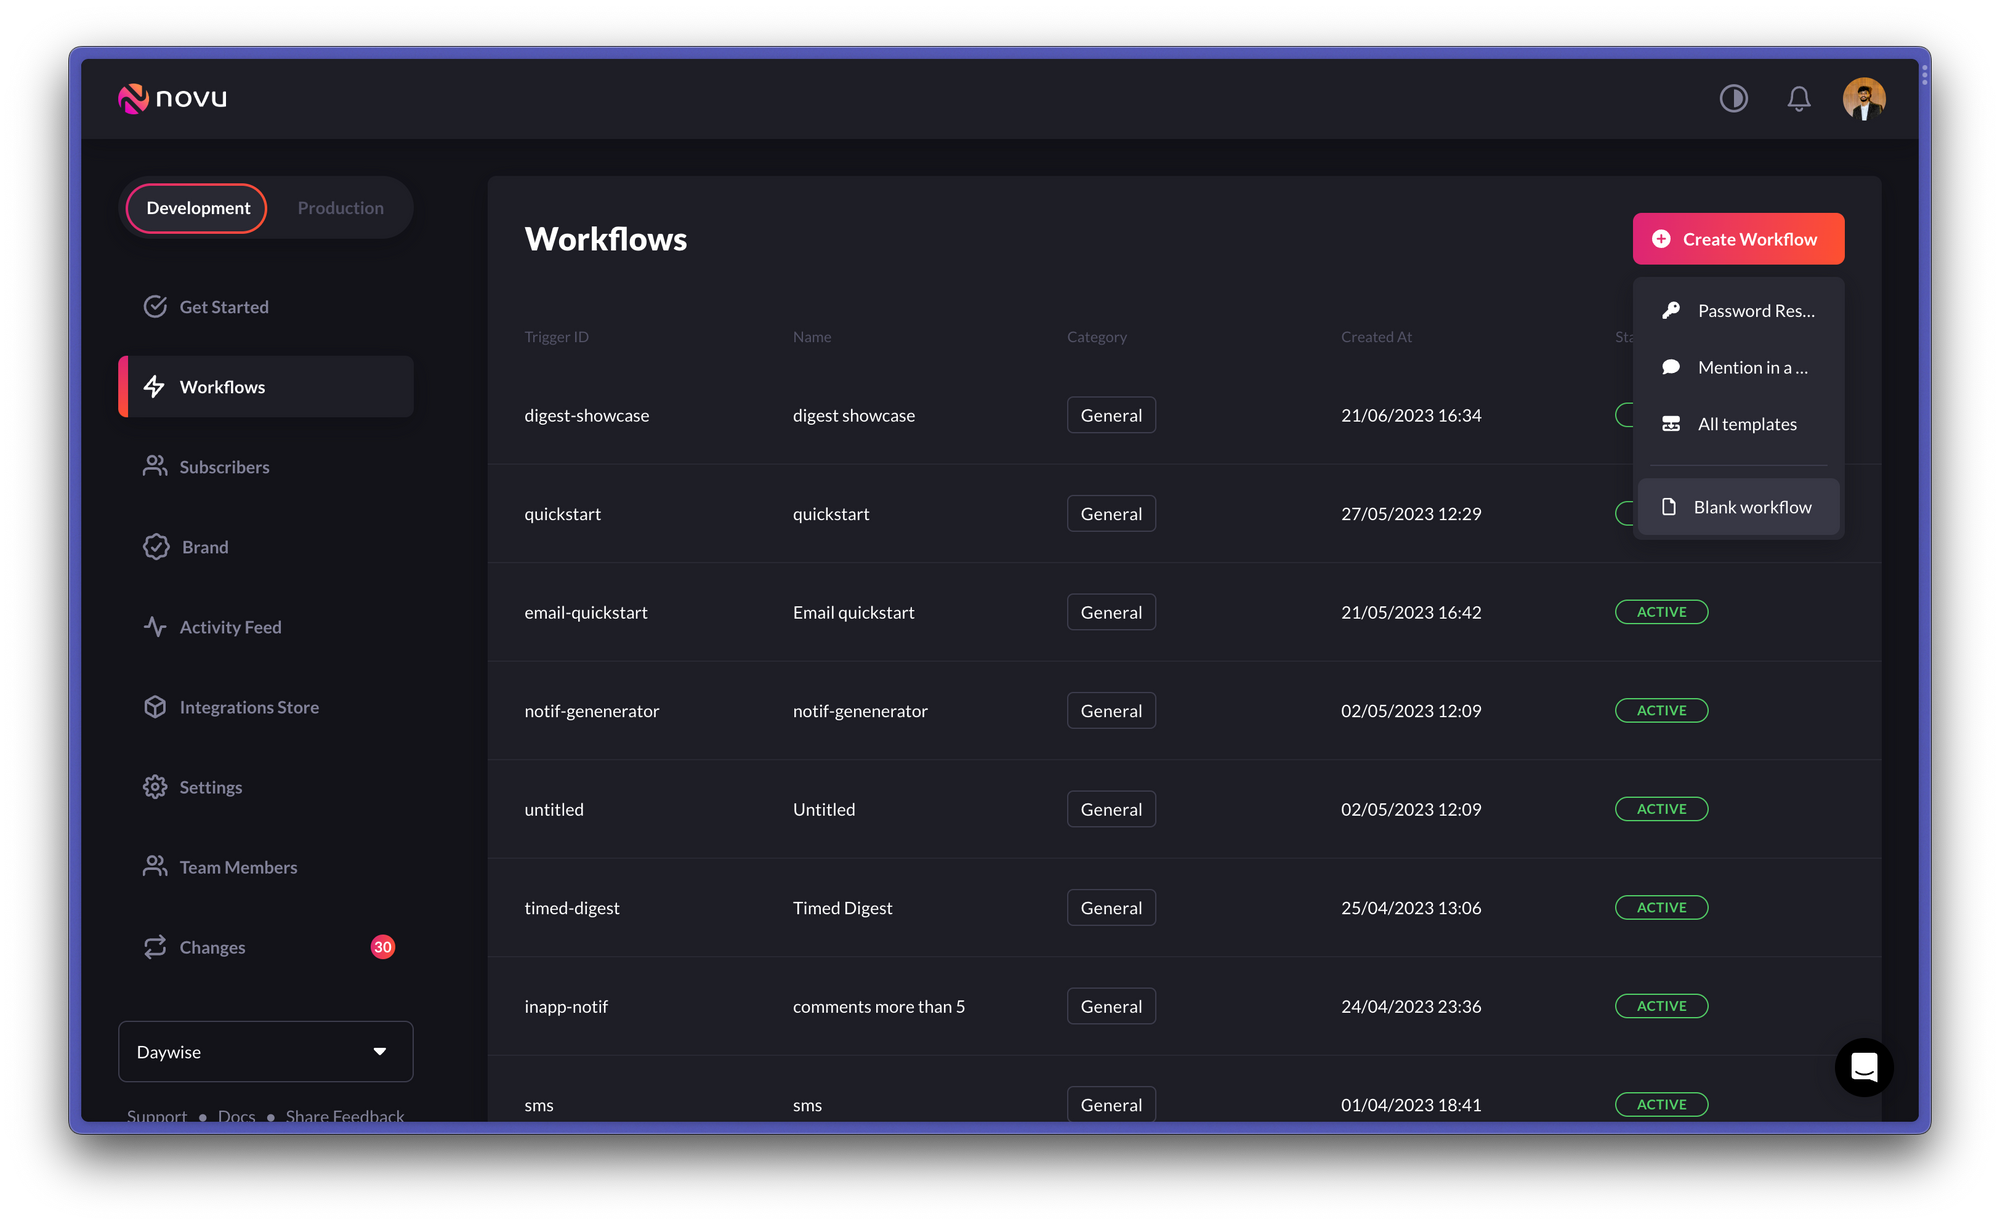 novu
Development Production
Get Started
Workflows
Subscribers
Brand
Activity Feed
Integrations Store
Settings
Team Members
Changes 30
Daywise
Support • Docs • Share Feedback
Workflows
Create Workflow
Password Res...
Mention in a ...
All templates
Blank workflow
Trigger ID Name Category Created At Sta
digest-showcase digest showcase General 21/06/2023 16:34
quickstart quickstart General 27/05/2023 12:29
email-quickstart Email quickstart General 21/05/2023 16:42 ACTIVE
notif-genenerator notif-genenerator General 02/05/2023 12:09 ACTIVE
untitled Untitled General 02/05/2023 12:09 ACTIVE
timed-digest Timed Digest General 25/04/2023 13:06 ACTIVE
inapp-notif comments more than 5 General 24/04/2023 23:36 ACTIVE
sms sms General 01/04/2023 18:41 ACTIVE